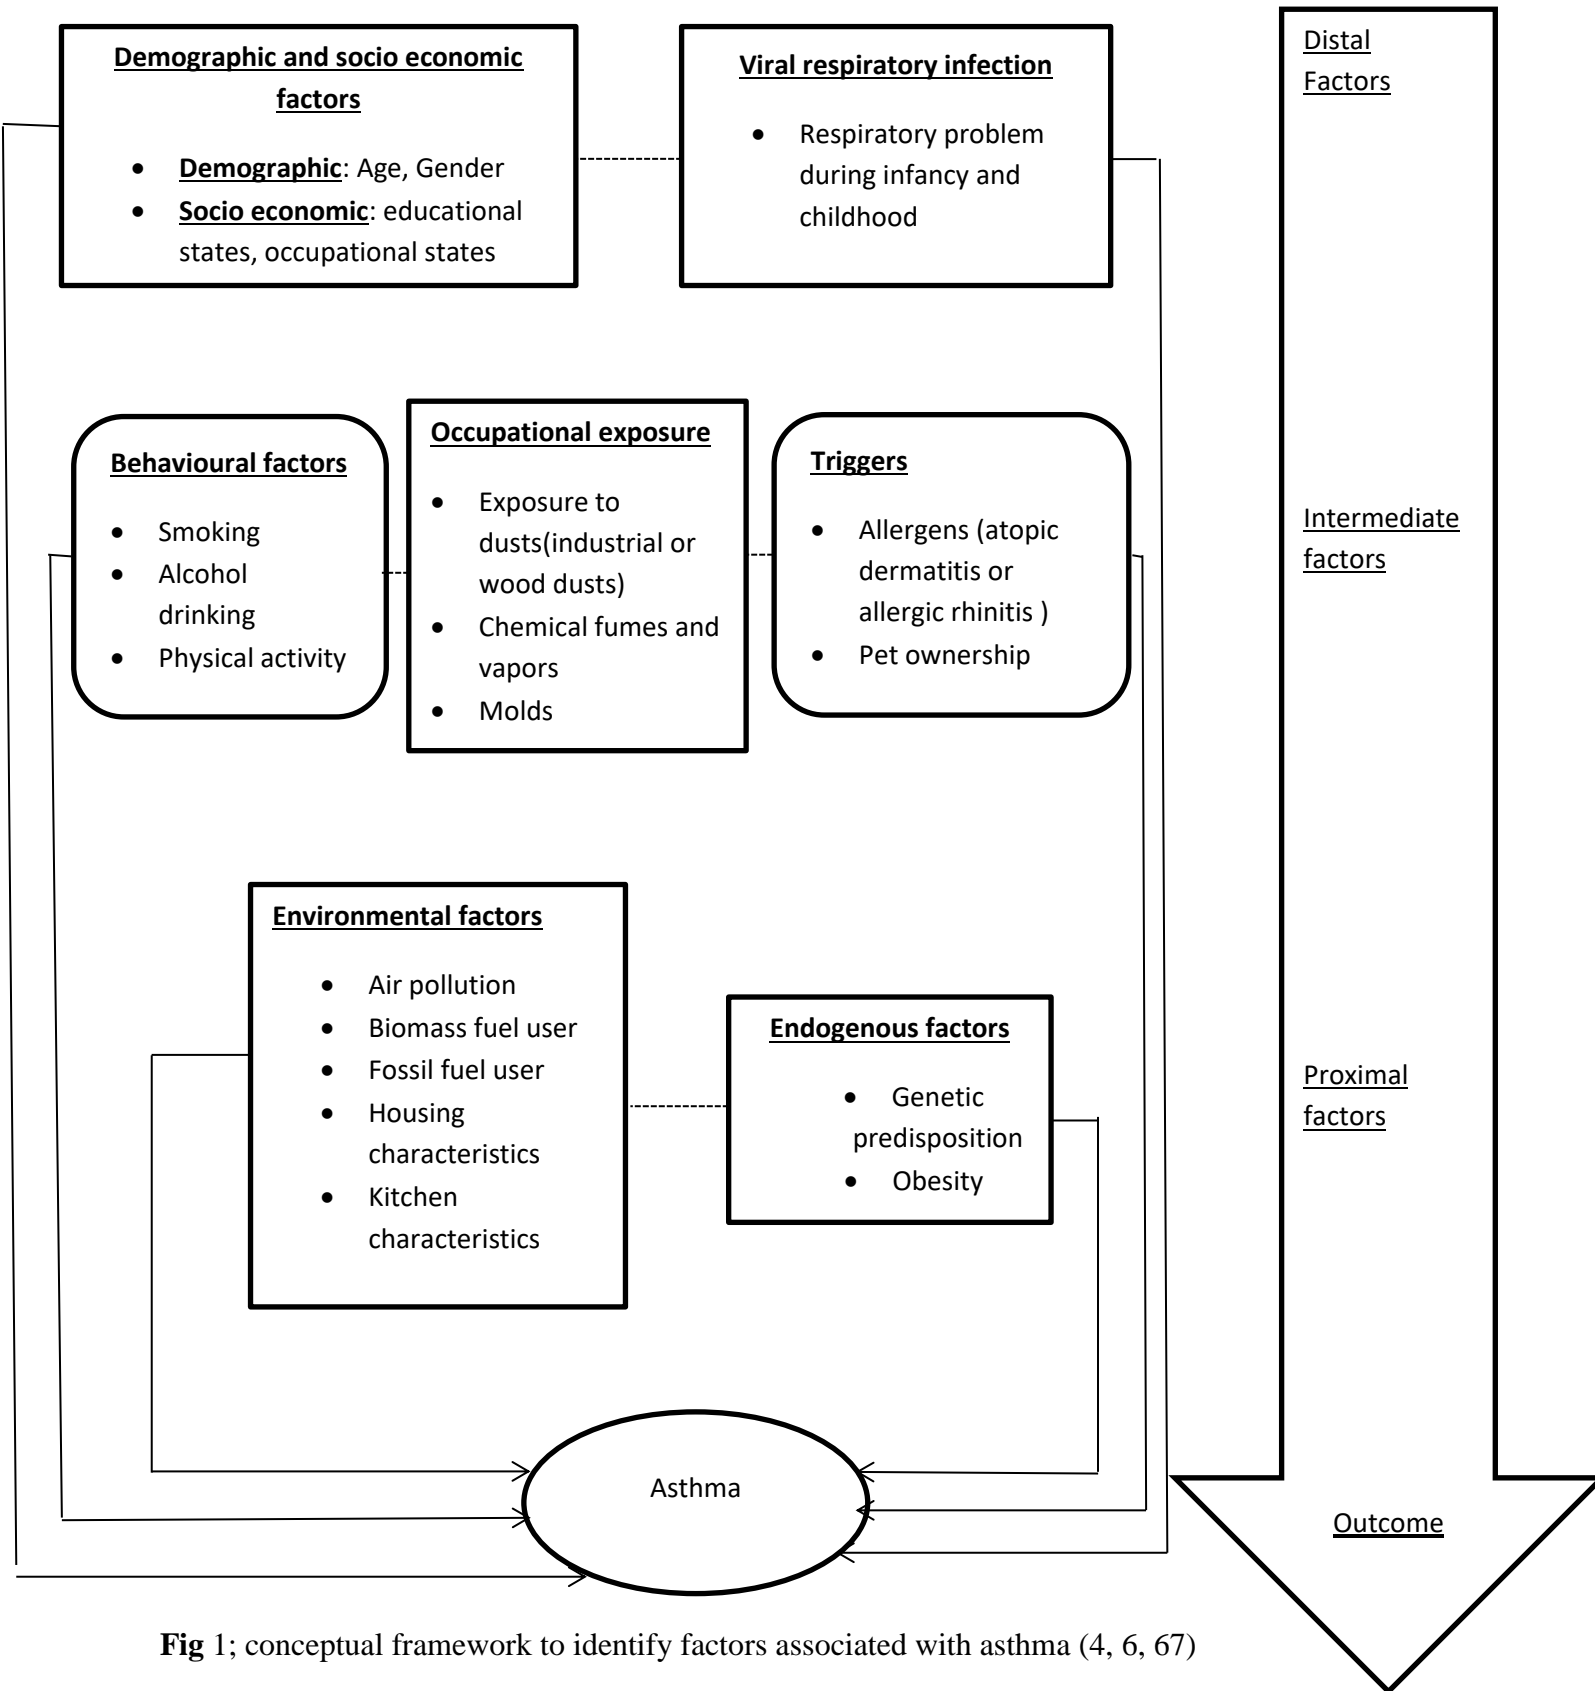 Demographic and socio economic
factors
• Demographic: Age, Gender
• Socio economic: educational
states, occupational states
Viral respiratory infection
• Respiratory problem
during infancy and
childhood
Distal
Factors
Behavioural factors
• Smoking
• Alcohol
drinking
• Physical activity
Occupational exposure
• Exposure to
dusts(industrial or
wood dusts)
• Chemical fumes and
vapors
• Molds
Triggers
• Allergens (atopic
dermatitis or
allergic rhinitis )
• Pet ownership
Intermediate
factors
Environmental factors
• Air pollution
• Biomass fuel user
• Fossil fuel user
• Housing
characteristics
• Kitchen
characteristics
Endogenous factors
• Genetic
predisposition
• Obesity
Proximal
factors
Asthma
Outcome
Fig 1; conceptual framework to identify factors associated with asthma (4, 6, 67)